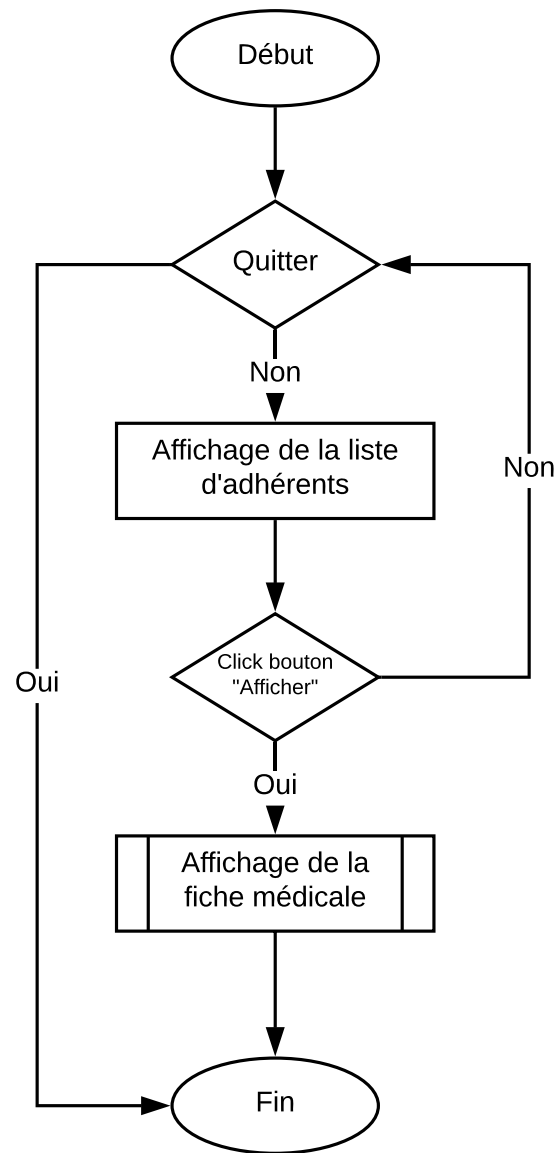 Début
Quitter
Non
Affichage de la liste
d'adhérents
Non
Click bouton
"Afficher"
Oui
Oui
Affichage de la
fiche médicale
Fin